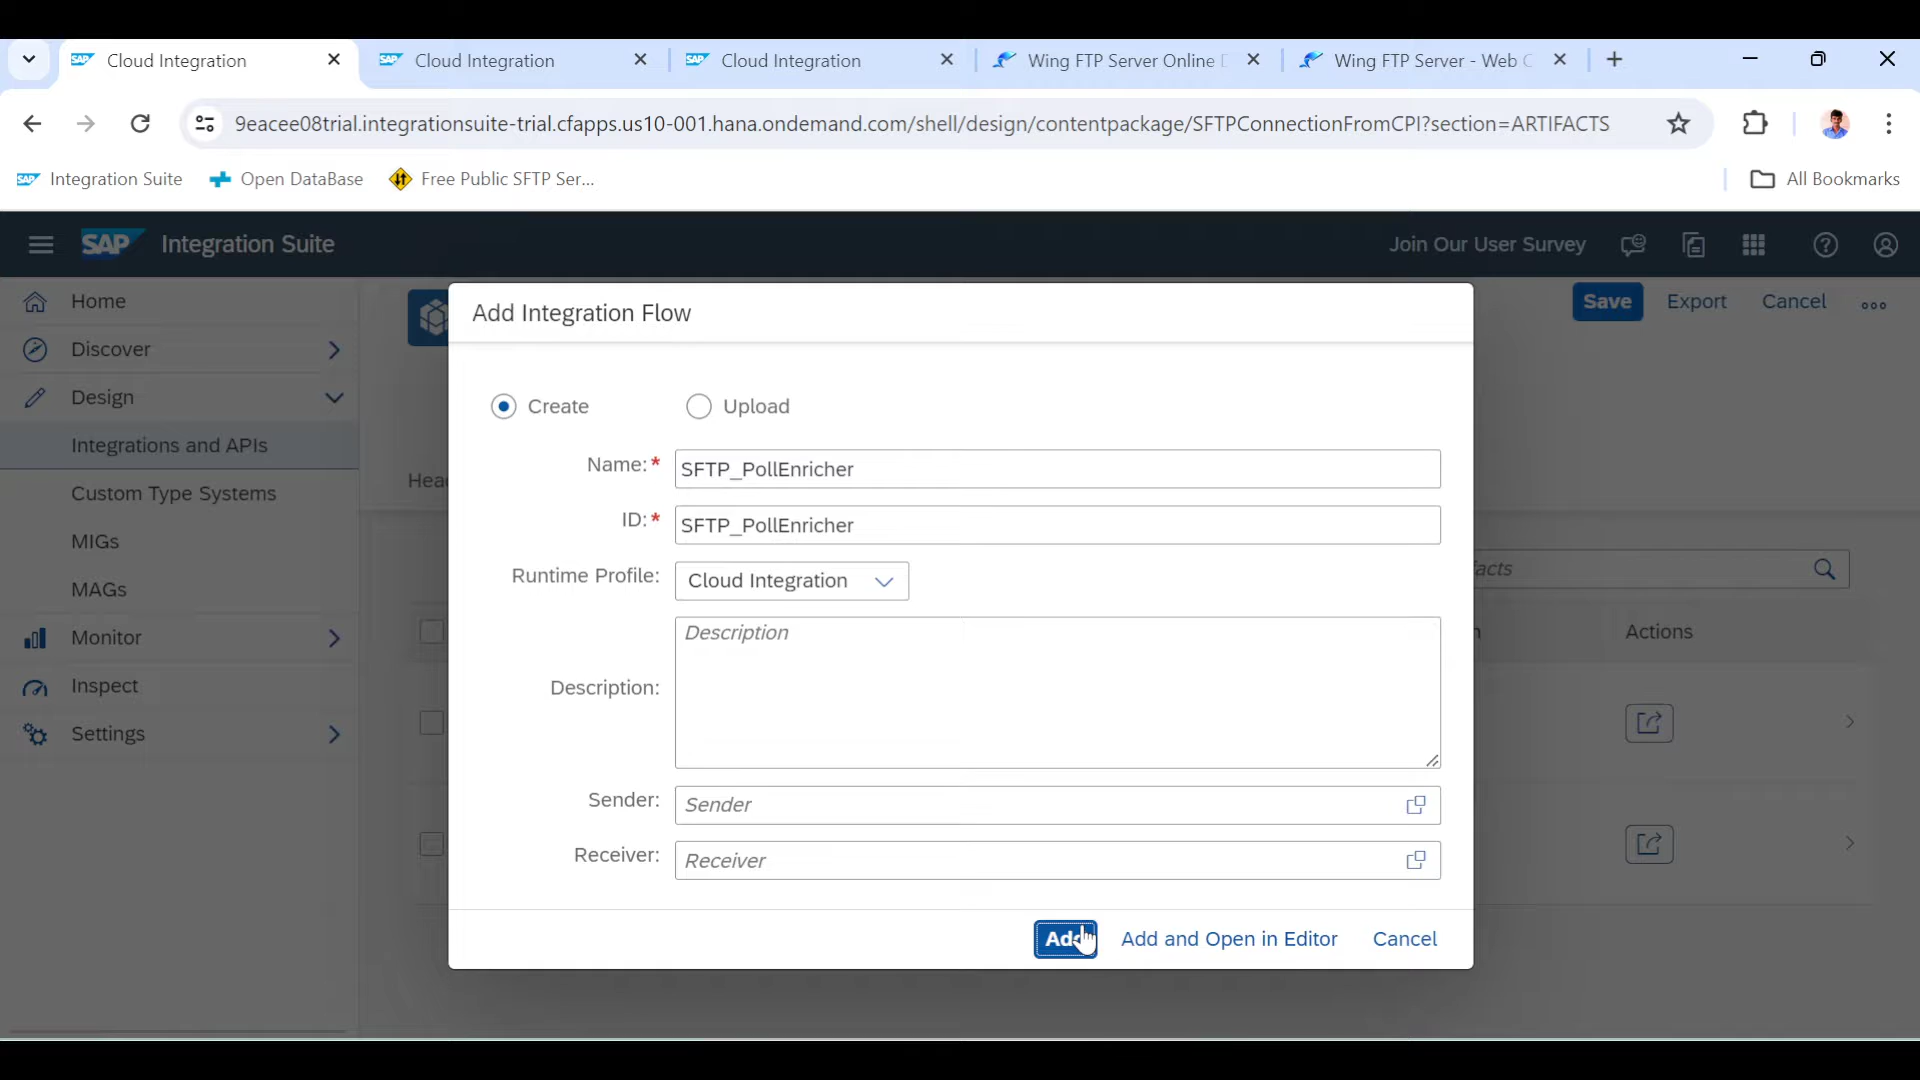 Cloud Integration
Cloud Integration
Cloud Integration
Wing FTP Server Online
Wing FTP Server - Web C
9eacee08trial.integrationsuite-trial.cfapps.us10-001.hana.ondemand.com/shell/design/contentpackage/SFTPConnectionFromCPI?section=ARTIFACTS
SAP Integration Suite
Open DataBase
Free Public SFTP Ser...
All Bookmarks
SAP Integration Suite
Join Our User Survey
Home
Discover
Design
Integrations and APIs
Custom Type Systems
MIGs
MAGs
Monitor
Inspect
Settings
Save
Export
Cancel
Head
Add Integration Flow
Create
Upload
Name:* SFTP_PollEnricher
ID:* SFTP_PollEnricher
Runtime Profile: Cloud Integration
Description
Description:
Sender: Sender
Receiver: Receiver
Add
Add and Open in Editor
Cancel
facts
Actions